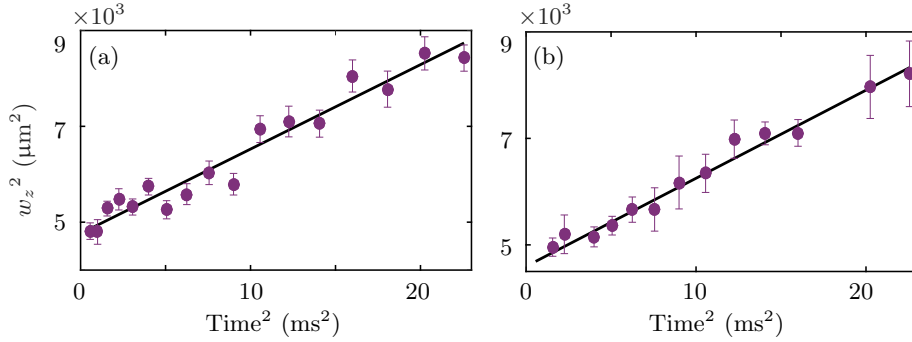 ×10³ ×10³
9 (a) 9 (b)
7 7
5 5
w_z² (μm²)
0 10 20 0 10 20
Time² (ms²) Time² (ms²)